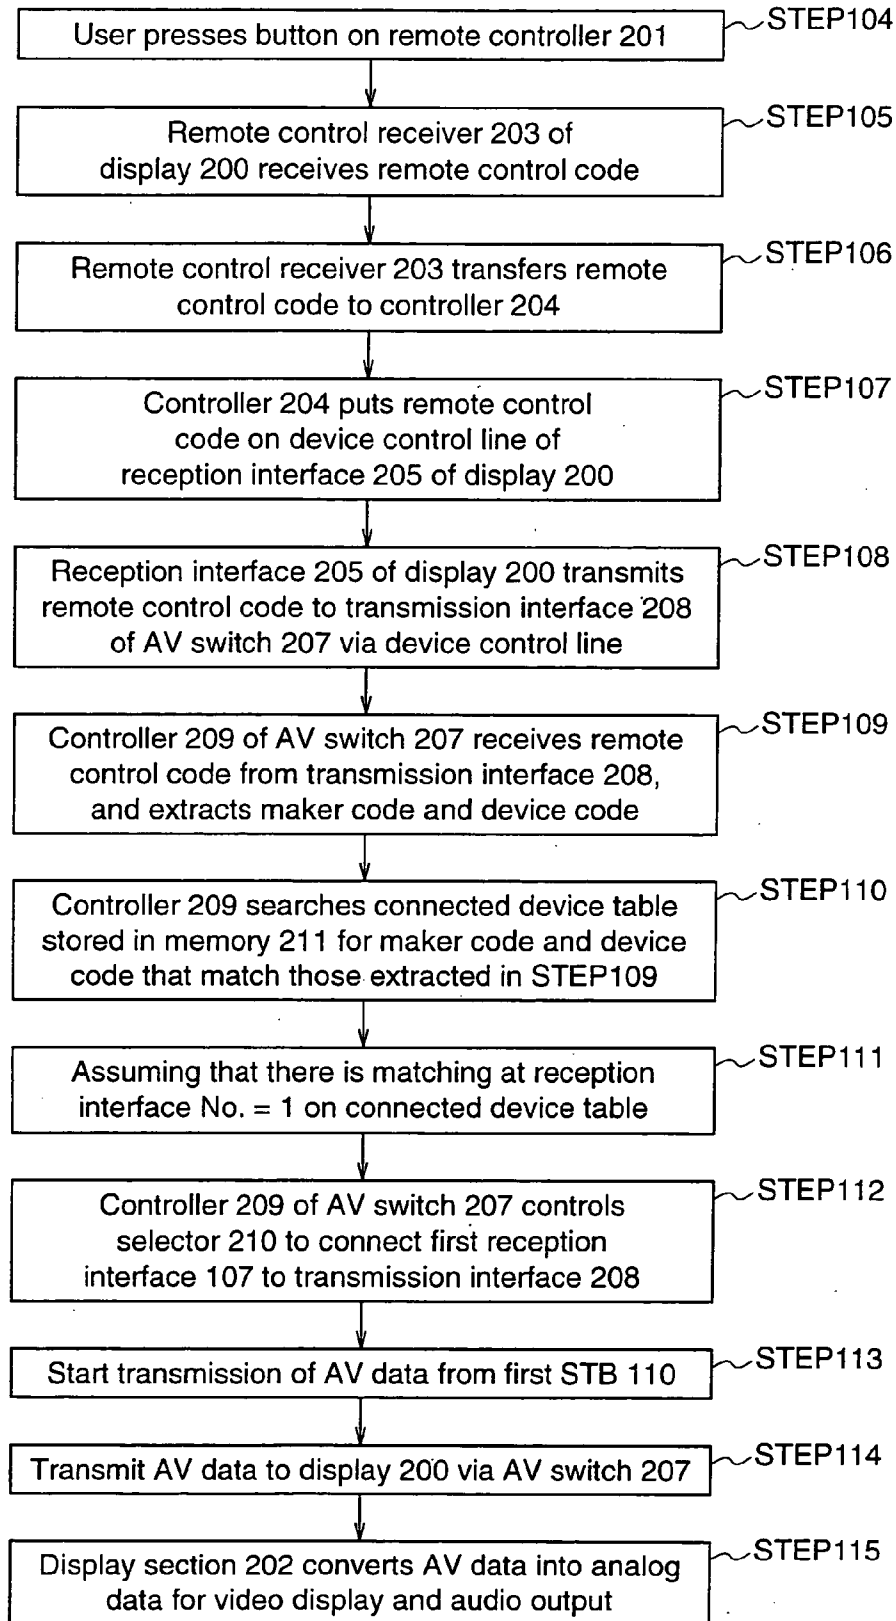 User presses button on remote controller 201
STEP104
Remote control receiver 203 of
display 200 receives remote control code
STEP105
Remote control receiver 203 transfers remote
control code to controller 204
STEP106
Controller 204 puts remote control
code on device control line of
reception interface 205 of display 200
STEP107
Reception interface 205 of display 200 transmits
remote control code to transmission interface 208
of AV switch 207 via device control line
STEP108
Controller 209 of AV switch 207 receives remote
control code from transmission interface 208,
and extracts maker code and device code
STEP109
Controller 209 searches connected device table
stored in memory 211 for maker code and device
code that match those extracted in STEP109
STEP110
Assuming that there is matching at reception
interface No. = 1 on connected device table
STEP111
Controller 209 of AV switch 207 controls
selector 210 to connect first reception
interface 107 to transmission interface 208
STEP112
Start transmission of AV data from first STB 110
STEP113
Transmit AV data to display 200 via AV switch 207
STEP114
Display section 202 converts AV data into analog
data for video display and audio output
STEP115